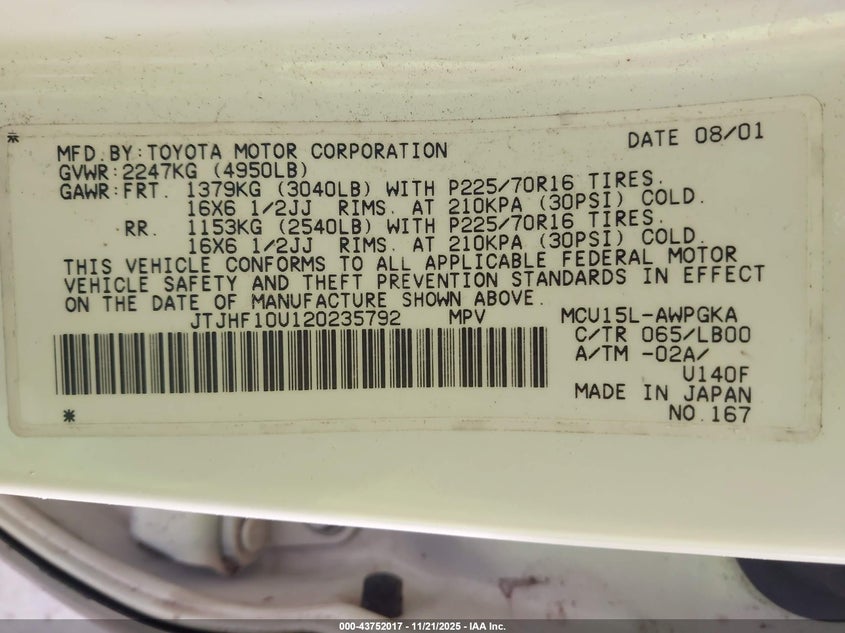 *
DATE 08/01
MFD.BY:TOYOTA MOTOR CORPORATION
GVWR:2247KG (4950LB)
GAWR:FRT. 1379KG (3040LB) WITH P225/70R16 TIRES.
16X6 1/2JJ RIMS. AT 210KPA (30PSI) COLD.
RR. 1153KG (2540LB) WITH P225/70R16 TIRES.
16X6 1/2JJ RIMS. AT 210KPA (30PSI) COLD.
THIS VEHICLE CONFORMS TO ALL APPLICABLE FEDERAL MOTOR
VEHICLE SAFETY AND THEFT PREVENTION STANDARDS IN EFFECT
ON THE DATE OF MANUFACTURE SHOWN ABOVE.
JTJHF10U120235792 MPV MCU15L-AWPGKA
C/TR 065/LB00
A/TM -02A/
U140F
MADE IN JAPAN
* NO.167
000-43752017 - 11/21/2025 - IAA Inc.